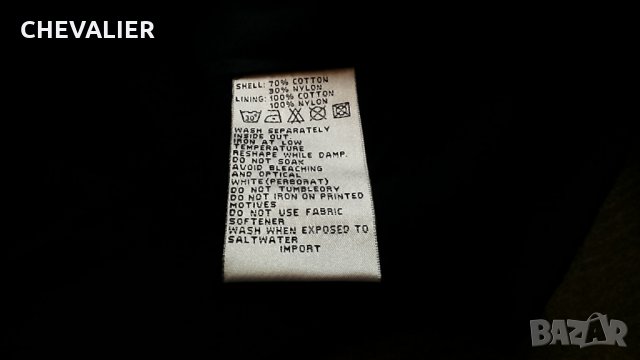 CHEVALIER
SHELL: 70% COTTON
30% NYLON
LINING: 100% COTTON
100% NYLON
30°
WASH SEPARATELY
INSIDE OUT.
IRON AT LOW
TEMPERATURE
RESHAPE WHILE DAMP.
DO NOT SOAK
AVOID BLEACHING
AND OPTICAL
WHITE(PERBORAT)
DO NOT TUMBLEDRY
DO NOT IRON ON PRINTED
MOTIVES
DO NOT USE FABRIC
SOFTENER
WASH WHEN EXPOSED TO
SALTWATER
IMPORT
BAZAR